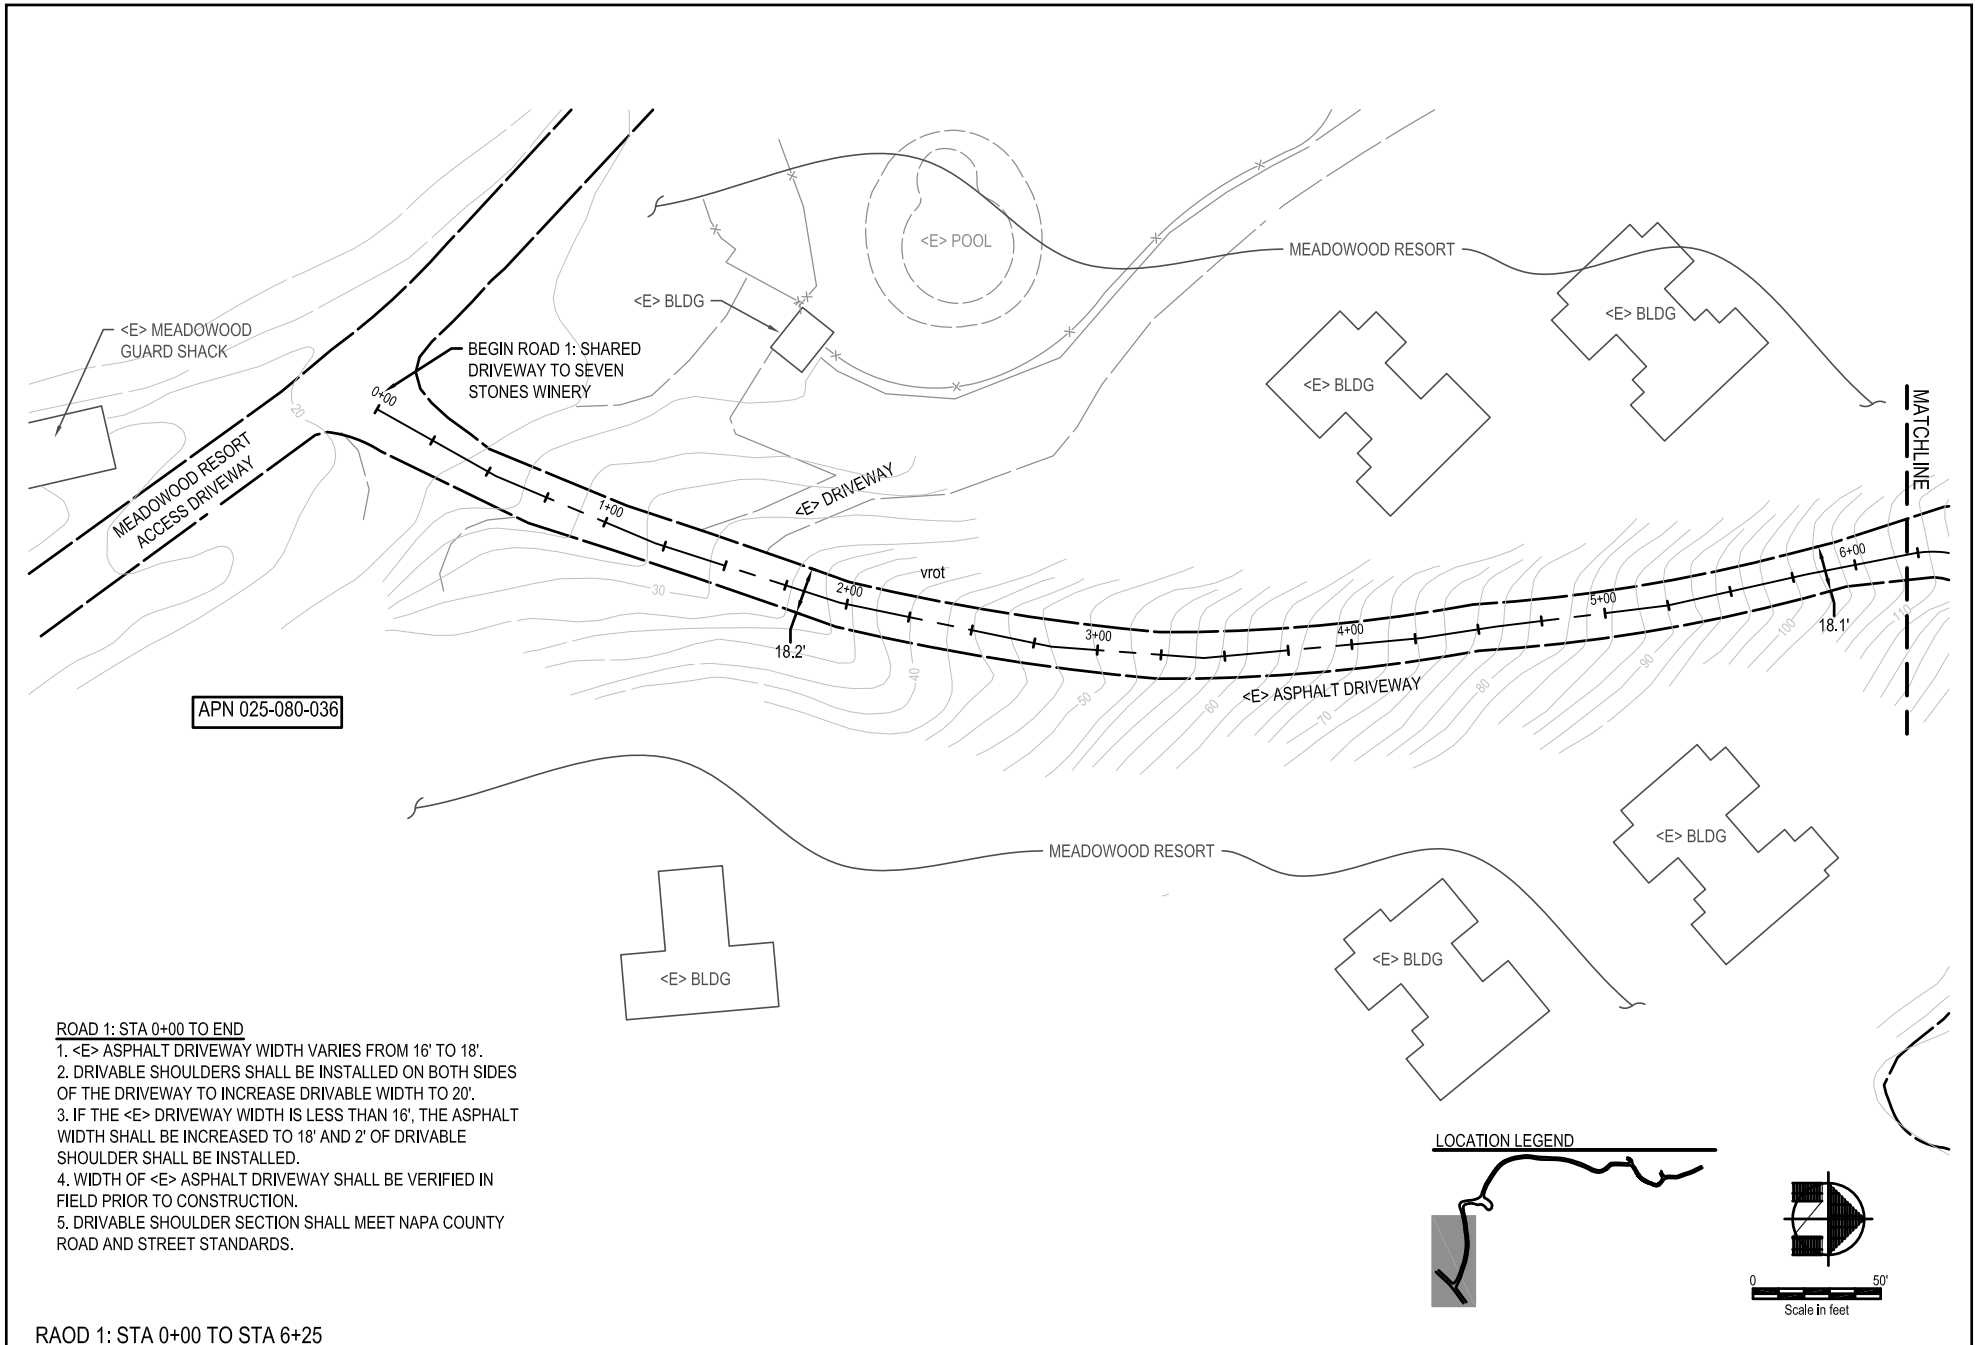 MEADOWOOD RESORT
<E> POOL
<E> BLDG
<E> BLDG
<E> BLDG
<E> MEADOWOOD
GUARD SHACK
BEGIN ROAD 1: SHARED
DRIVEWAY TO SEVEN
STONES WINERY
0+00
20
MEADOWOOD RESORT
ACCESS DRIVEWAY
MATCHLINE
<E> DRIVEWAY
1+00
vrot
2+00
3+00
4+00
5+00
6+00
30
18.2'
18.1'
40
50
60
70
80
90
100
110
<E> ASPHALT DRIVEWAY
APN 025-080-036
MEADOWOOD RESORT
<E> BLDG
<E> BLDG
<E> BLDG
ROAD 1: STA 0+00 TO END
1. <E> ASPHALT DRIVEWAY WIDTH VARIES FROM 16' TO 18'.
2. DRIVABLE SHOULDERS SHALL BE INSTALLED ON BOTH SIDES
OF THE DRIVEWAY TO INCREASE DRIVABLE WIDTH TO 20'.
3. IF THE <E> DRIVEWAY WIDTH IS LESS THAN 16', THE ASPHALT
WIDTH SHALL BE INCREASED TO 18' AND 2' OF DRIVABLE
SHOULDER SHALL BE INSTALLED.
4. WIDTH OF <E> ASPHALT DRIVEWAY SHALL BE VERIFIED IN
FIELD PRIOR TO CONSTRUCTION.
5. DRIVABLE SHOULDER SECTION SHALL MEET NAPA COUNTY
ROAD AND STREET STANDARDS.
LOCATION LEGEND
0 50'
Scale in feet
RAOD 1: STA 0+00 TO STA 6+25